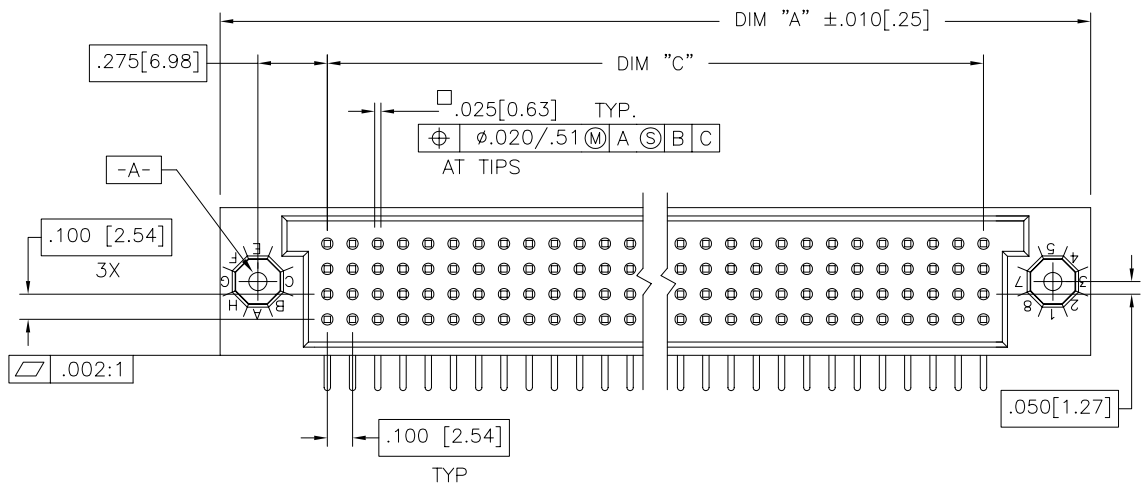 DIM "A" ±.010[.25]
.275[6.98]
DIM "C"
□ .025[0.63] TYP.
⌖ ⌀.020/.51 Ⓜ A Ⓢ B C
AT TIPS
-A-
.100 [2.54]
3X
E
F
G
H
A
B
C
5
4
3
2
1
8
7
⏥ .002:1
.050[1.27]
.100 [2.54]
TYP